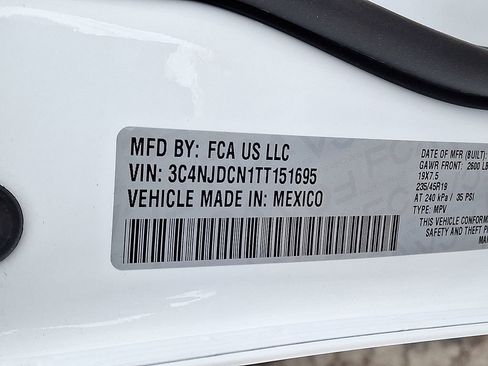 MFD BY: FCA US LLC
VIN: 3C4NJDCN1TT151695
VEHICLE MADE IN: MEXICO
DATE OF MFR (BUILT):
GAWR FRONT: 2600 LB
19X7.5
235/45R19
AT 240 kPa / 35 PSI
TYPE: MPV
THIS VEHICLE CONFORM
SAFETY AND THEFT